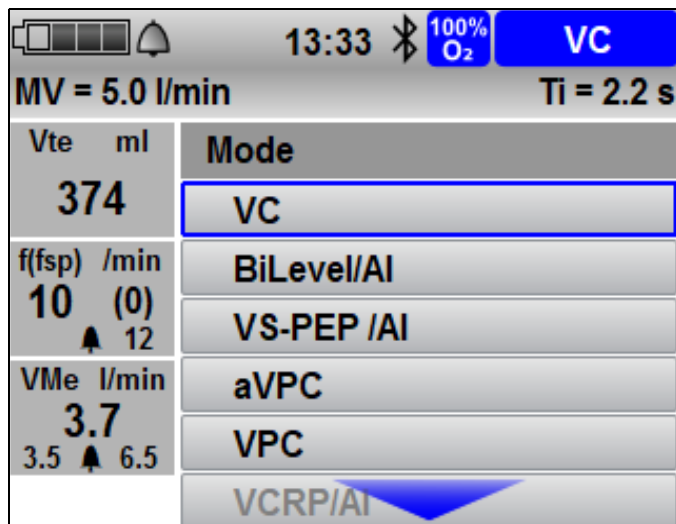 13:33 100% O₂ VC
MV = 5.0 l/min Ti = 2.2 s
Vte ml
374
f(fsp) /min
10 (0)
12
VMe l/min
3.7
3.5 6.5
Mode
VC
BiLevel/AI
VS-PEP /AI
aVPC
VPC
VCRP/AI